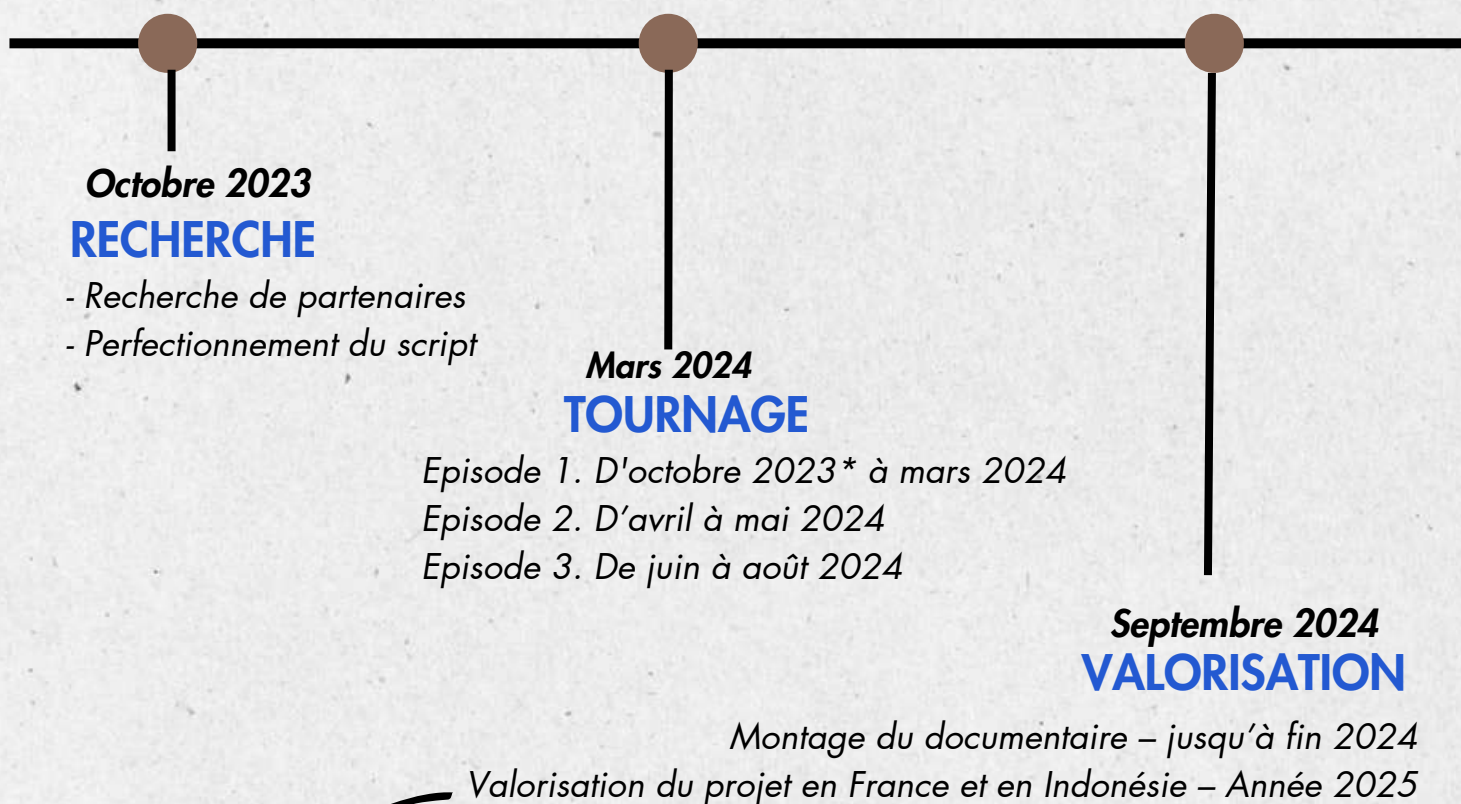 Octobre 2023
RECHERCHE
- Recherche de partenaires
- Perfectionnement du script
Mars 2024
TOURNAGE
Episode 1. D'octobre 2023* à mars 2024
Episode 2. D’avril à mai 2024
Episode 3. De juin à août 2024
Septembre 2024
VALORISATION
Montage du documentaire – jusqu’à fin 2024
Valorisation du projet en France et en Indonésie – Année 2025